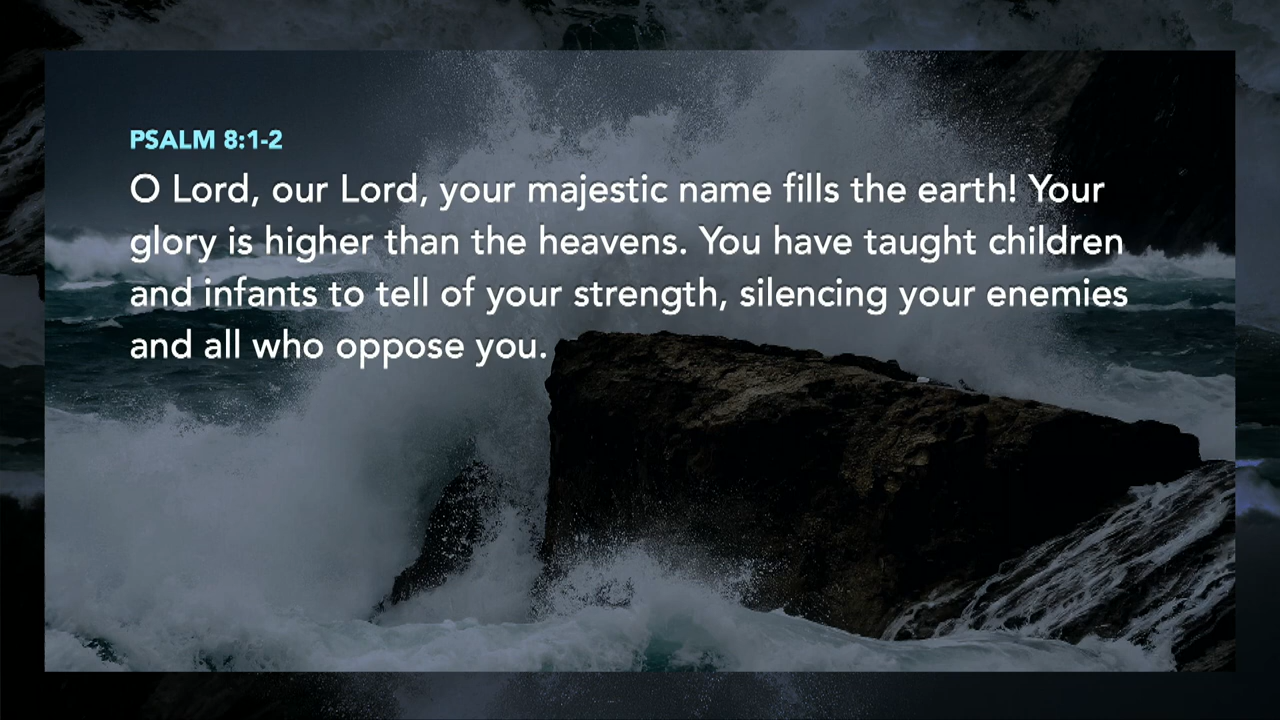 PSALM 8:1-2
O Lord, our Lord, your majestic name fills the earth! Your
glory is higher than the heavens. You have taught children
and infants to tell of your strength, silencing your enemies
and all who oppose you.